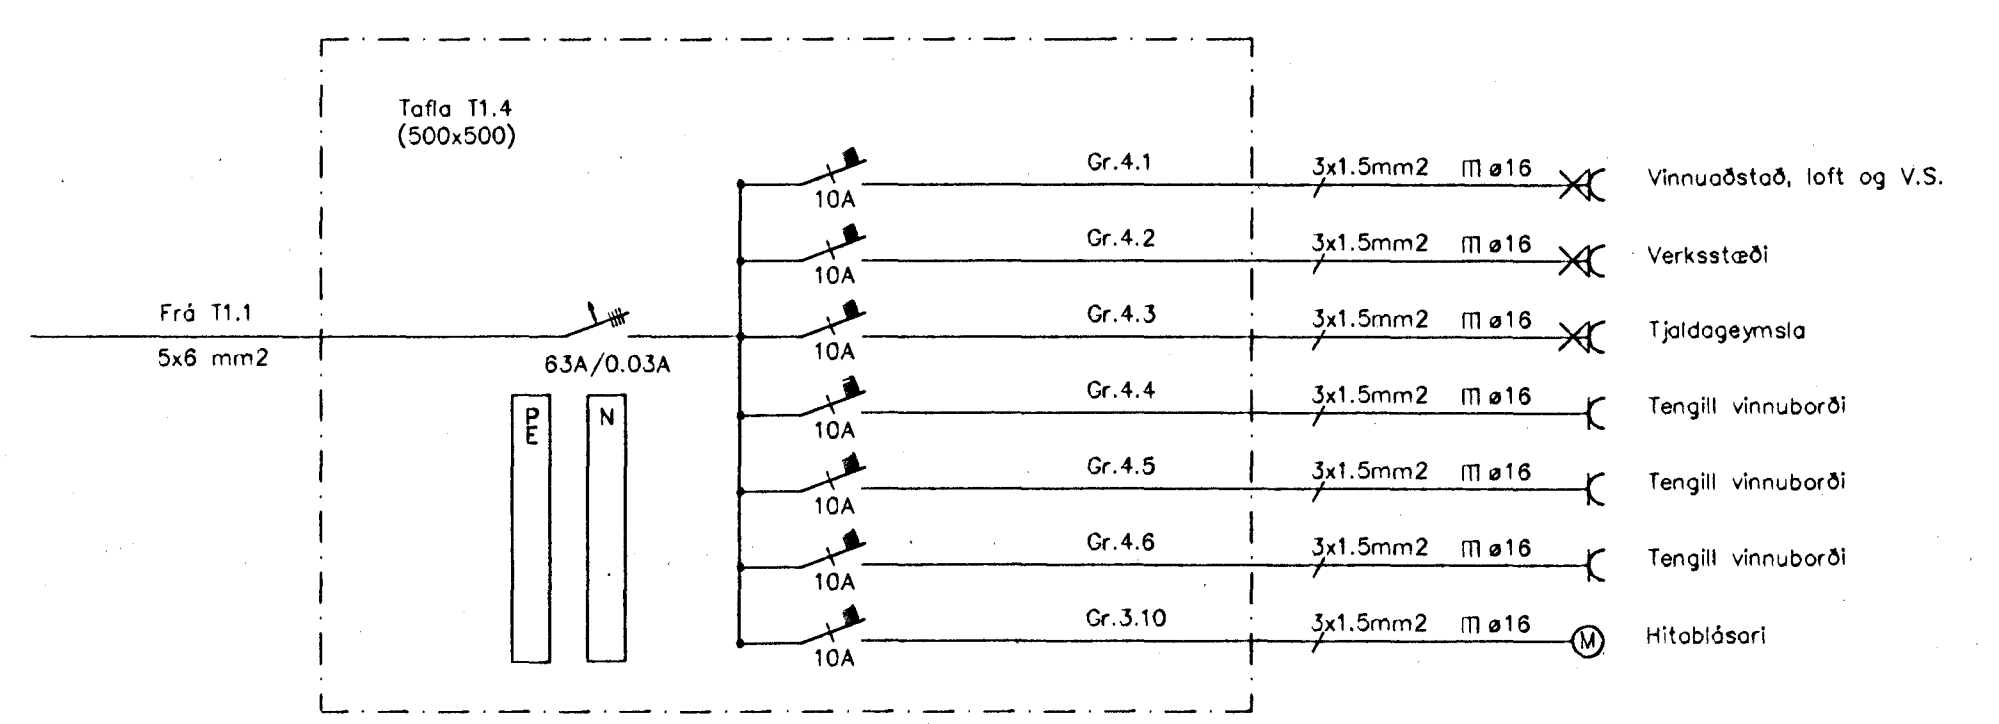 Tafla T1.4
(500x500)
Gr.4.1 3x1.5mm2 m ø16 Vinnuaðstað, loft og V.S.
10A
Gr.4.2 3x1.5mm2 m ø16 Verksstæði
10A
Frá T1.1 Gr.4.3 3x1.5mm2 m ø16 Tjaldageymsla
5x6 mm2 63A/0.03A 10A
Gr.4.4 3x1.5mm2 m ø16 Tengill vinnuborði
PE N 10A
Gr.4.5 3x1.5mm2 m ø16 Tengill vinnuborði
10A
Gr.4.6 3x1.5mm2 m ø16 Tengill vinnuborði
10A
Gr.3.10 3x1.5mm2 m ø16 M Hitablásari
10A